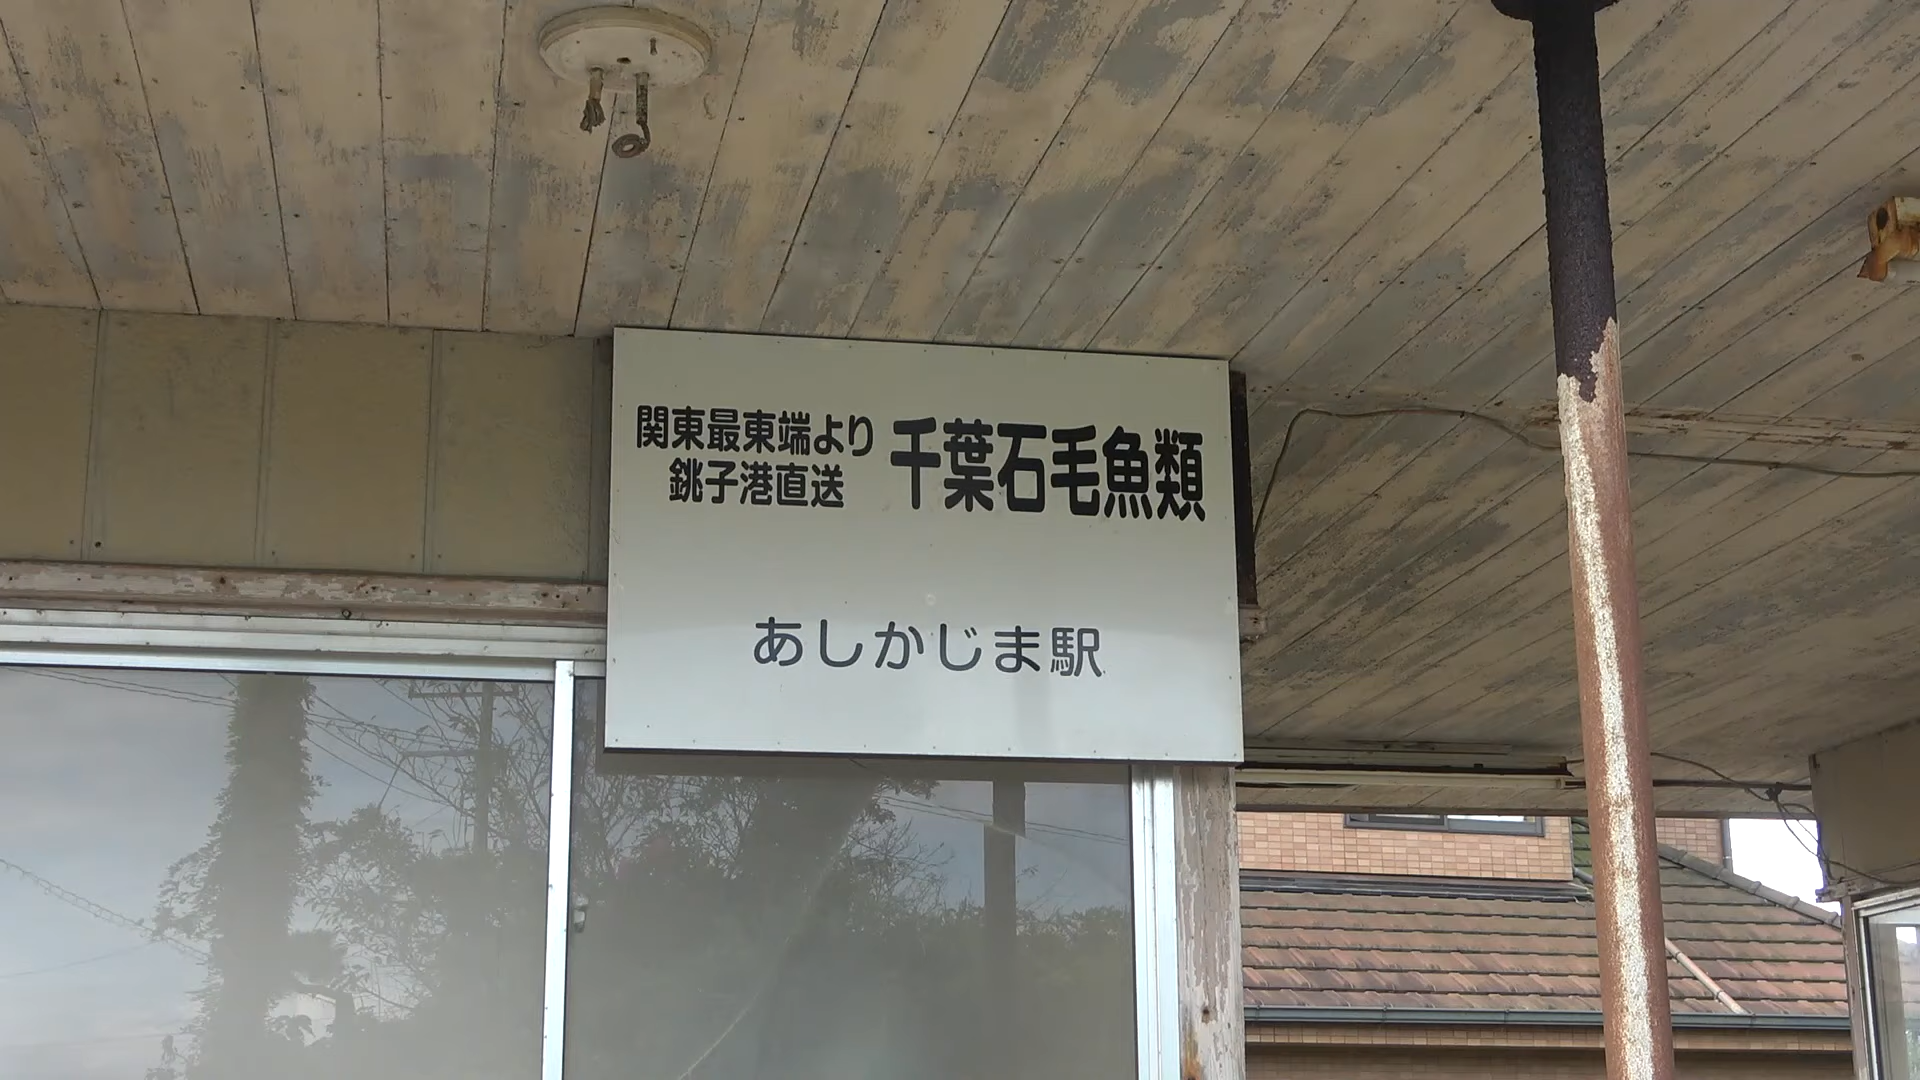 関東最東端より
銚子港直送
千葉石毛魚類
あしかじま駅